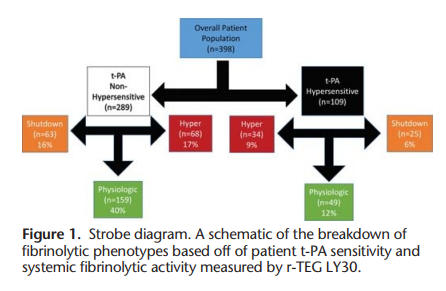 Overall Patient
Population
(n=398)
t-PA
Non-
Hypersensitive
(n=289)
t-PA
Hypersensitive
(n=109)
Shutdown
(n=63)
16%
Hyper
(n=68)
17%
Hyper
(n=34)
9%
Shutdown
(n=25)
6%
Physiologic
(n=159)
40%
Physiologic
(n=49)
12%
Figure 1. Strobe diagram. A schematic of the breakdown of
fibrinolytic phenotypes based off of patient t-PA sensitivity and
systemic fibrinolytic activity measured by r-TEG LY30.